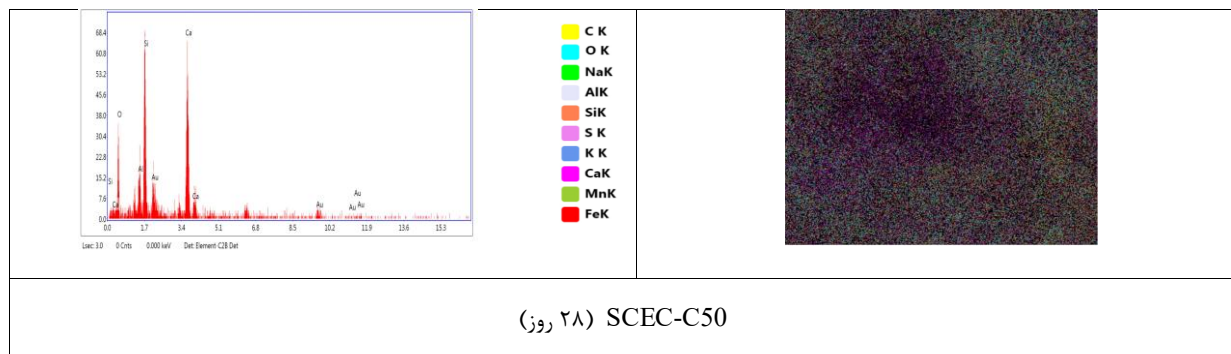 68.4
60.8
53.2
45.6
38.0
30.4
22.8
15.2
7.6
0.0
Si
Ca
O
Al
Si
Au
Ca
Ca
Au
Au
Au
Au
0.0 1.7 3.4 5.1 6.8 8.5 10.2 11.9 13.6 15.3
Lsec: 3.0 0 Cnts 0.000 keV Det: Element-C2B Det
C K
O K
NaK
AlK
SiK
S K
K K
CaK
MnK
FeK
SCEC-C50 (۲۸ روز)